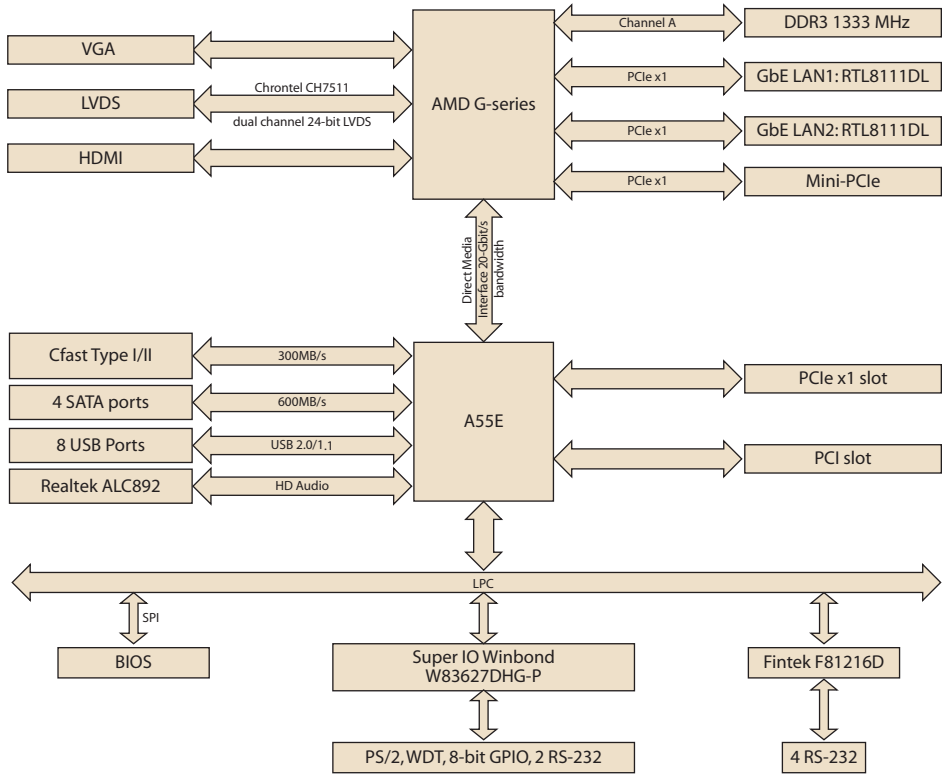 Channel A
DDR3 1333 MHz
VGA
PCIe x1
GbE LAN1: RTL8111DL
Chrontel CH7511
LVDS
AMD G-series
dual channel 24-bit LVDS
PCIe x1
GbE LAN2: RTL8111DL
HDMI
PCIe x1
Mini-PCIe
Direct Media
Interface 20-Gbit/s
bandwidth
Cfast Type I/II
300MB/s
PCIe x1 slot
4 SATA ports
600MB/s
A55E
8 USB Ports
USB 2.0/1.1
PCI slot
Realtek ALC892
HD Audio
LPC
SPI
BIOS
Super IO Winbond
W83627DHG-P
Fintek F81216D
PS/2, WDT, 8-bit GPIO, 2 RS-232
4 RS-232